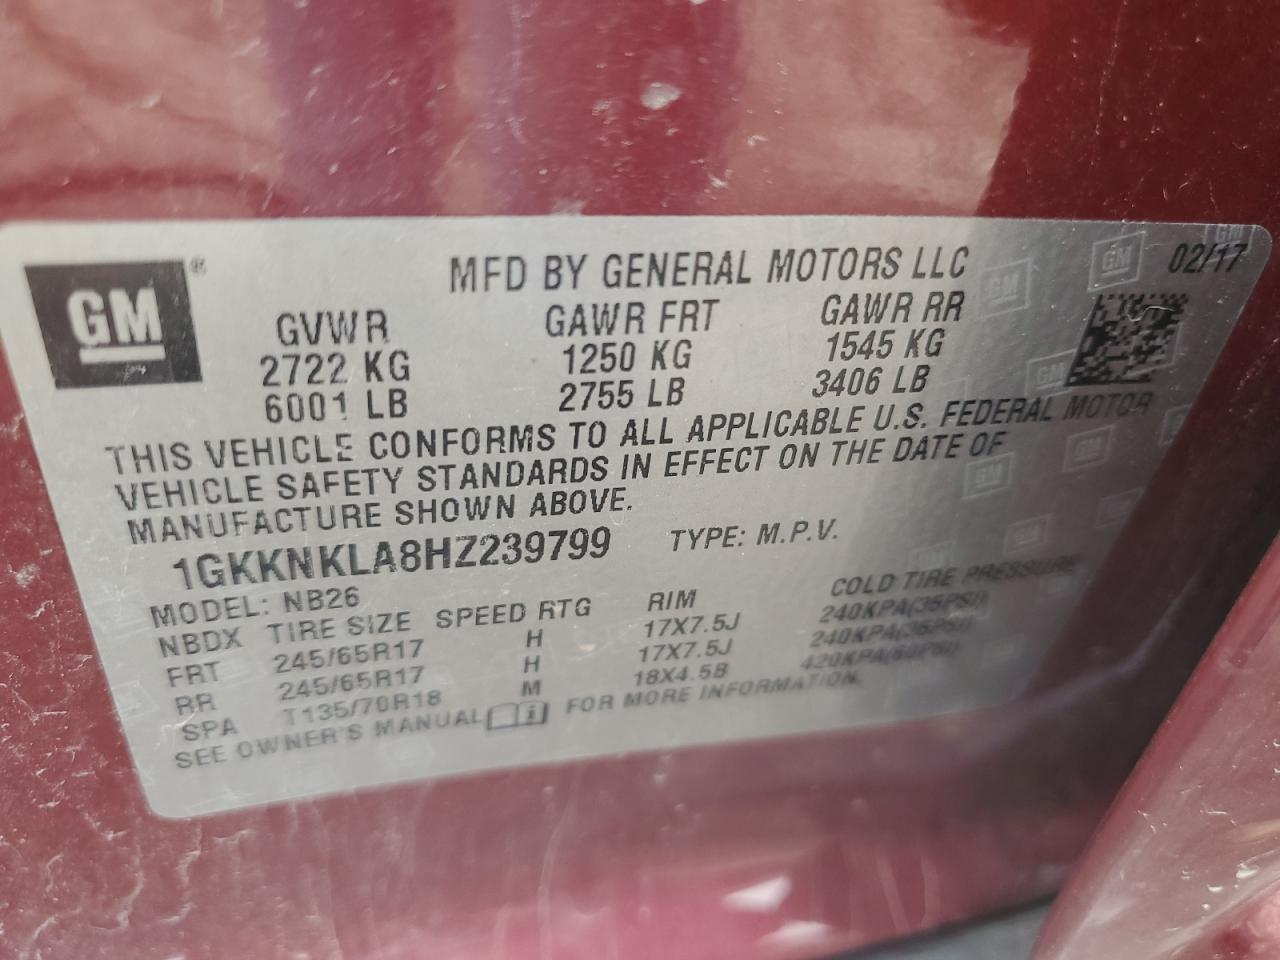 GM ®
MFD BY GENERAL MOTORS LLC
02/17
GVWR GAWR FRT GAWR RR
2722 KG 1250 KG 1545 KG
6001 LB 2755 LB 3406 LB
THIS VEHICLE CONFORMS TO ALL APPLICABLE U.S. FEDERAL MOTOR
VEHICLE SAFETY STANDARDS IN EFFECT ON THE DATE OF
MANUFACTURE SHOWN ABOVE.
1GKKNKLA8HZ239799 TYPE: M.P.V.
MODEL: NB26
NBDX TIRE SIZE SPEED RTG RIM COLD TIRE PRESSURE
FRT 245/65R17 H 17X7.5J 240KPA(35PSI)
RR 245/65R17 H 17X7.5J 240KPA(35PSI)
SPA T135/70R18 M 18X4.5B 420KPA(60PSI)
SEE OWNER'S MANUAL FOR MORE INFORMATION.